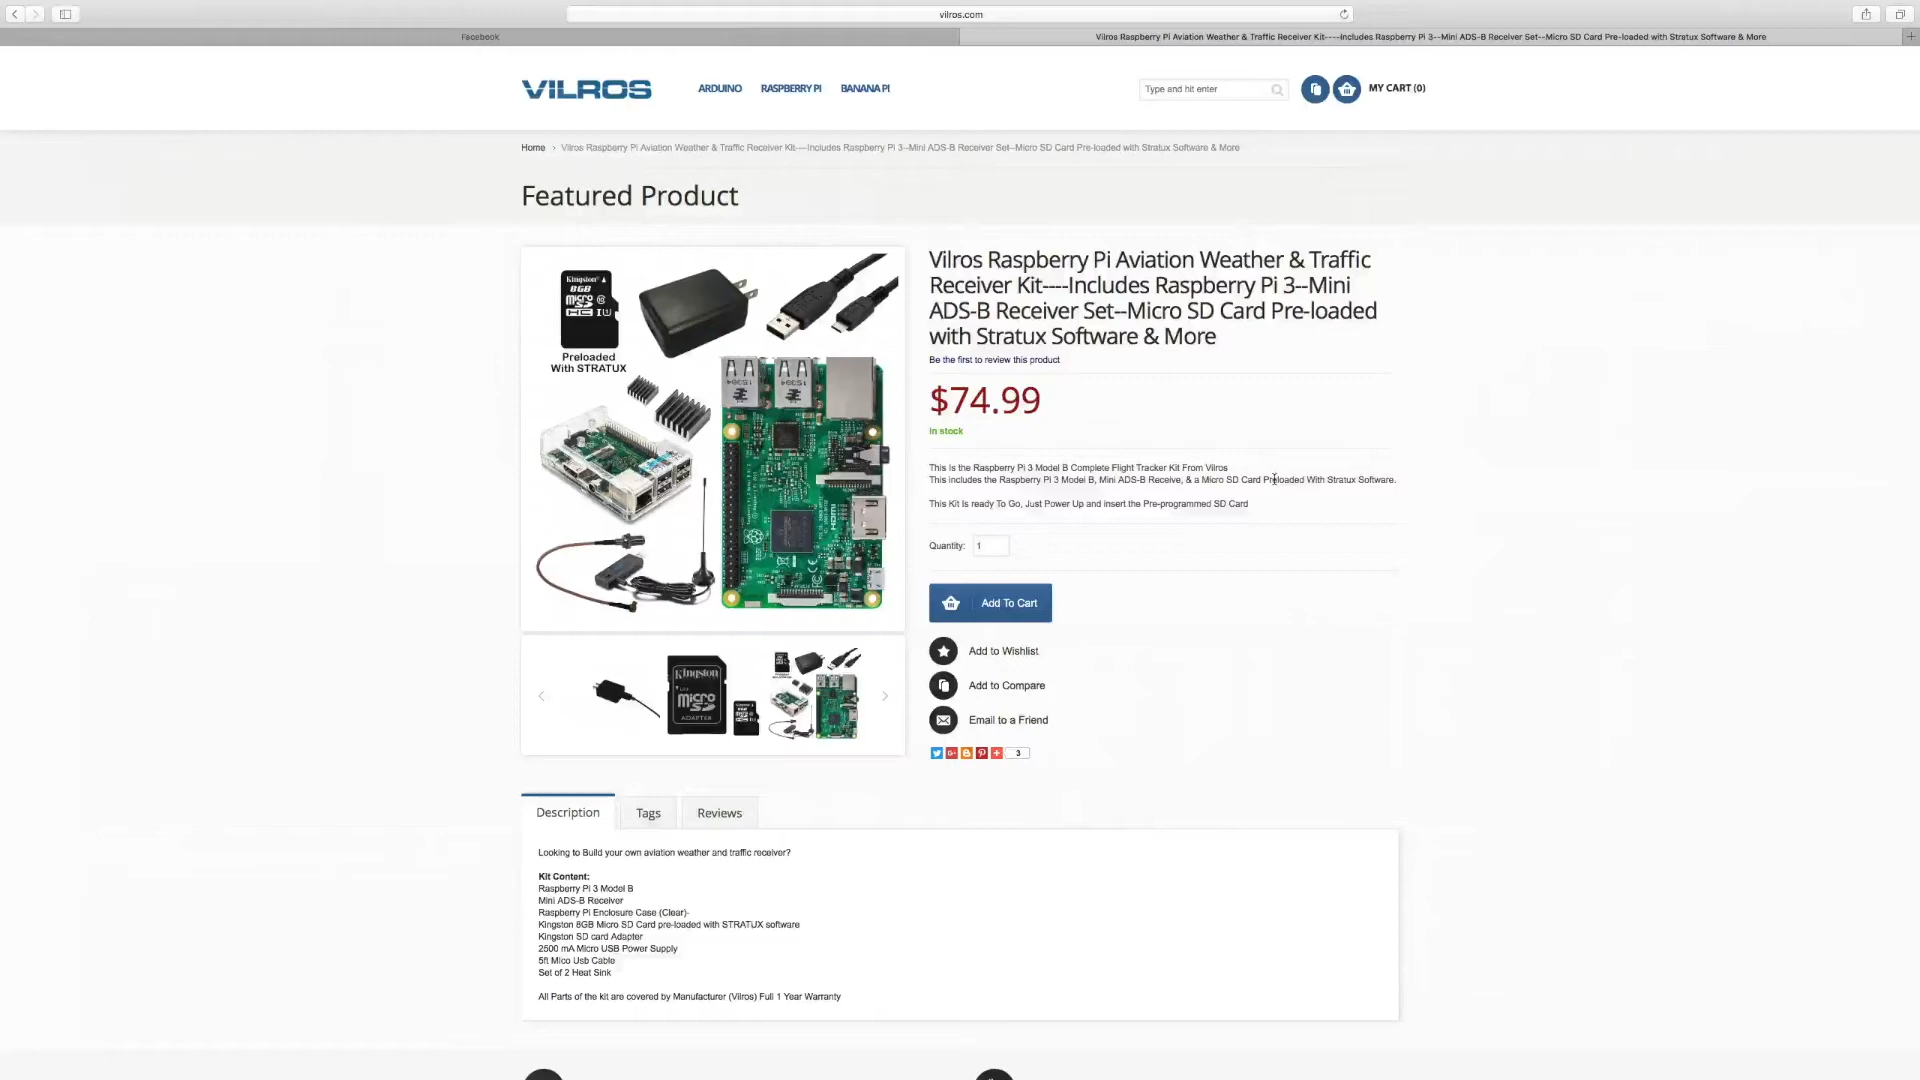 vilros.com
Facebook
Vilros Raspberry Pi Aviation Weather & Traffic Receiver Kit----Includes Raspberry Pi 3--Mini ADS-B Receiver Set--Micro SD Card Pre-loaded with Stratux Software & More
VILROS
ARDUINO RASPBERRY PI BANANA PI
Type and hit enter
MY CART (0)
Home › Vilros Raspberry Pi Aviation Weather & Traffic Receiver Kit----Includes Raspberry Pi 3--Mini ADS-B Receiver Set--Micro SD Card Pre-loaded with Stratux Software & More
Featured Product
Kingston
8GB
micro
SD
HC I
Preloaded
With STRATUX
HDMI
Vilros Raspberry Pi Aviation Weather & Traffic
Receiver Kit----Includes Raspberry Pi 3--Mini
ADS-B Receiver Set--Micro SD Card Pre-loaded
with Stratux Software & More
Be the first to review this product
$74.99
In stock
This Is the Raspberry Pi 3 Model B Complete Flight Tracker Kit From Vilros
This includes the Raspberry Pi 3 Model B, Mini ADS-B Receive, & a Micro SD Card Preloaded With Stratux Software.
This Kit Is ready To Go, Just Power Up and insert the Pre-programmed SD Card
Quantity: 1
Add To Cart
Add to Wishlist
Add to Compare
Email to a Friend
3
Kingston
micro
SD
ADAPTER
Description
Tags
Reviews
Looking to Build your own aviation weather and traffic receiver?
Kit Content:
Raspberry Pi 3 Model B
Mini ADS-B Receiver
Raspberry Pi Enclosure Case (Clear)-
Kingston 8GB Micro SD Card pre-loaded with STRATUX software
Kingston SD card Adapter
2500 mA Micro USB Power Supply
5ft Mico Usb Cable
Set of 2 Heat Sink
All Parts of the kit are covered by Manufacturer (Vilros) Full 1 Year Warranty